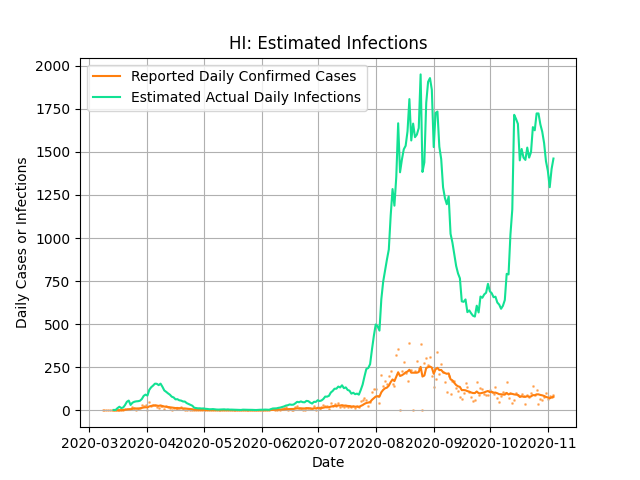 HI: Estimated Infections
Reported Daily Confirmed Cases
Estimated Actual Daily Infections
2000
1750
1500
1250
1000
750
500
250
0
Daily Cases or Infections
2020-03 2020-04 2020-05 2020-06 2020-07 2020-08 2020-09 2020-10 2020-11
Date